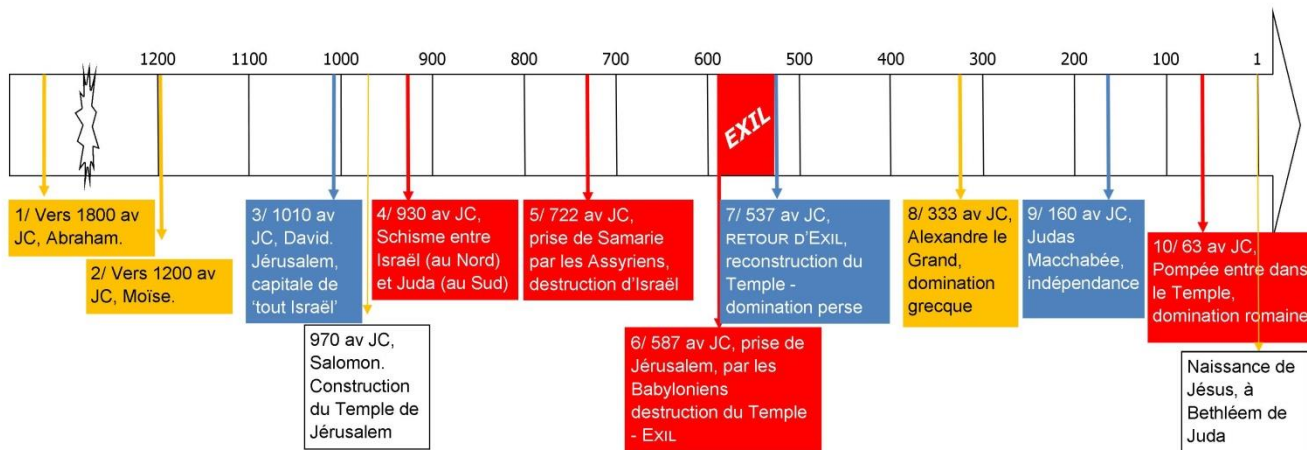 1200 1100 1000 900 800 700 600 500 400 300 200 100 1
EXIL
1/ Vers 1800 av
JC, Abraham.
2/ Vers 1200 av
JC, Moïse.
3/ 1010 av
JC, David.
Jérusalem,
capitale de
‘tout Israël’
970 av JC,
Salomon.
Construction
du Temple de
Jérusalem
4/ 930 av JC,
Schisme entre
Israël (au Nord)
et Juda (au Sud)
5/ 722 av JC,
prise de Samarie
par les Assyriens,
destruction d’Israël
6/ 587 av JC, prise de
Jérusalem, par les
Babyloniens
destruction du Temple
- EXIL
7/ 537 av JC,
RETOUR D’EXIL,
reconstruction du
Temple -
domination perse
8/ 333 av JC,
Alexandre le
Grand,
domination
grecque
9/ 160 av JC,
Judas
Macchabée,
indépendance
10/ 63 av JC,
Pompée entre dans
le Temple,
domination romaine
Naissance de
Jésus, à
Bethléem de
Juda